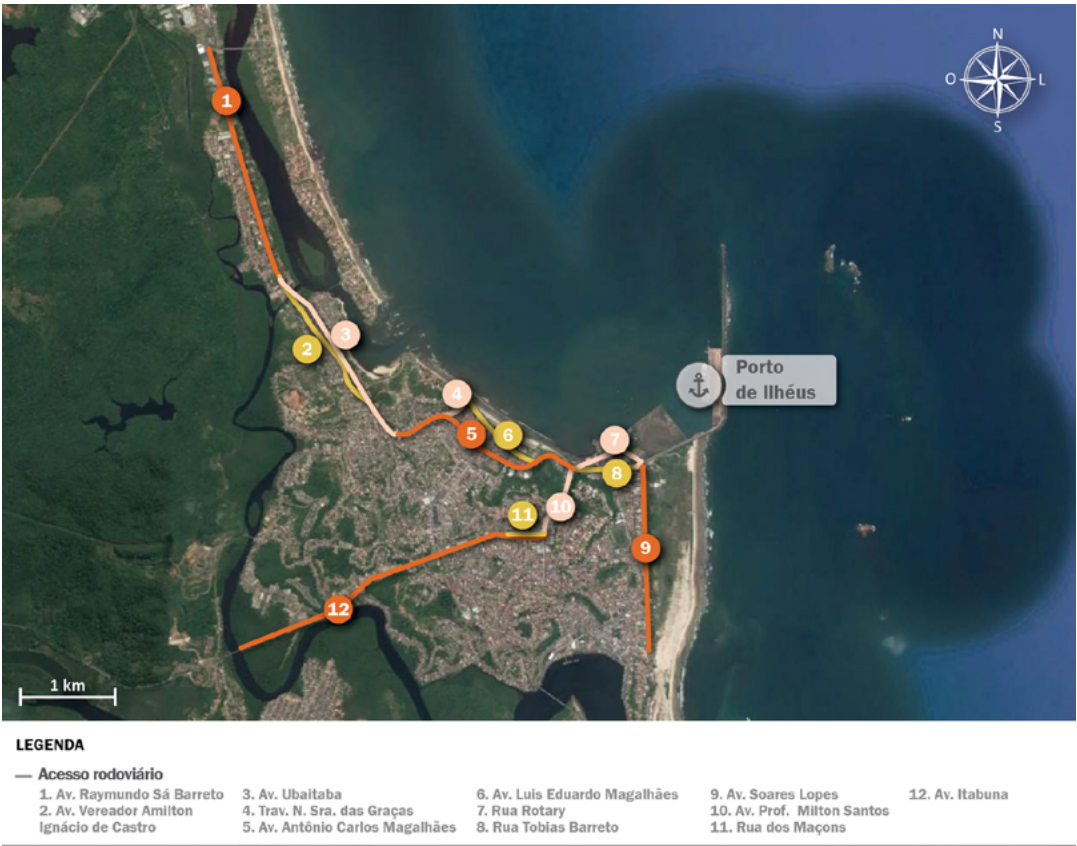 N
O
L
S
1
2
3
4
5
6
7
8
9
10
11
12
Porto
de Ilhéus
1 km
LEGENDA
Acesso rodoviário
1. Av. Raymundo Sá Barreto
2. Av. Vereador Amilton
Ignácio de Castro
3. Av. Ubaitaba
4. Trav. N. Sra. das Graças
5. Av. Antônio Carlos Magalhães
6. Av. Luis Eduardo Magalhães
7. Rua Rotary
8. Rua Tobias Barreto
9. Av. Soares Lopes
10. Av. Prof. Milton Santos
11. Rua dos Maçons
12. Av. Itabuna